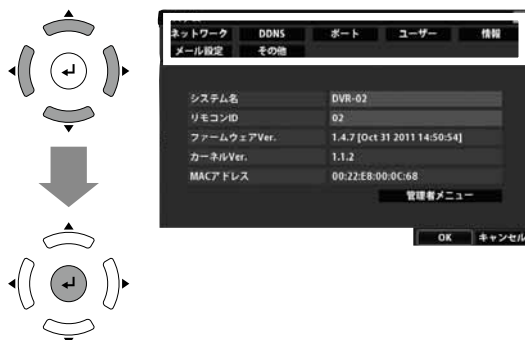 ネットワーク DDNS ポート ユーザー 情報
メール設定 その他
システム名 DVR-02
リモコンID 02
ファームウェアVer. 1.4.7 [Oct 31 2011 14:50:54]
カーネルVer. 1.1.2
MACアドレス 00:22:E8:00:0C:68
管理者メニュー
OK キャンセル